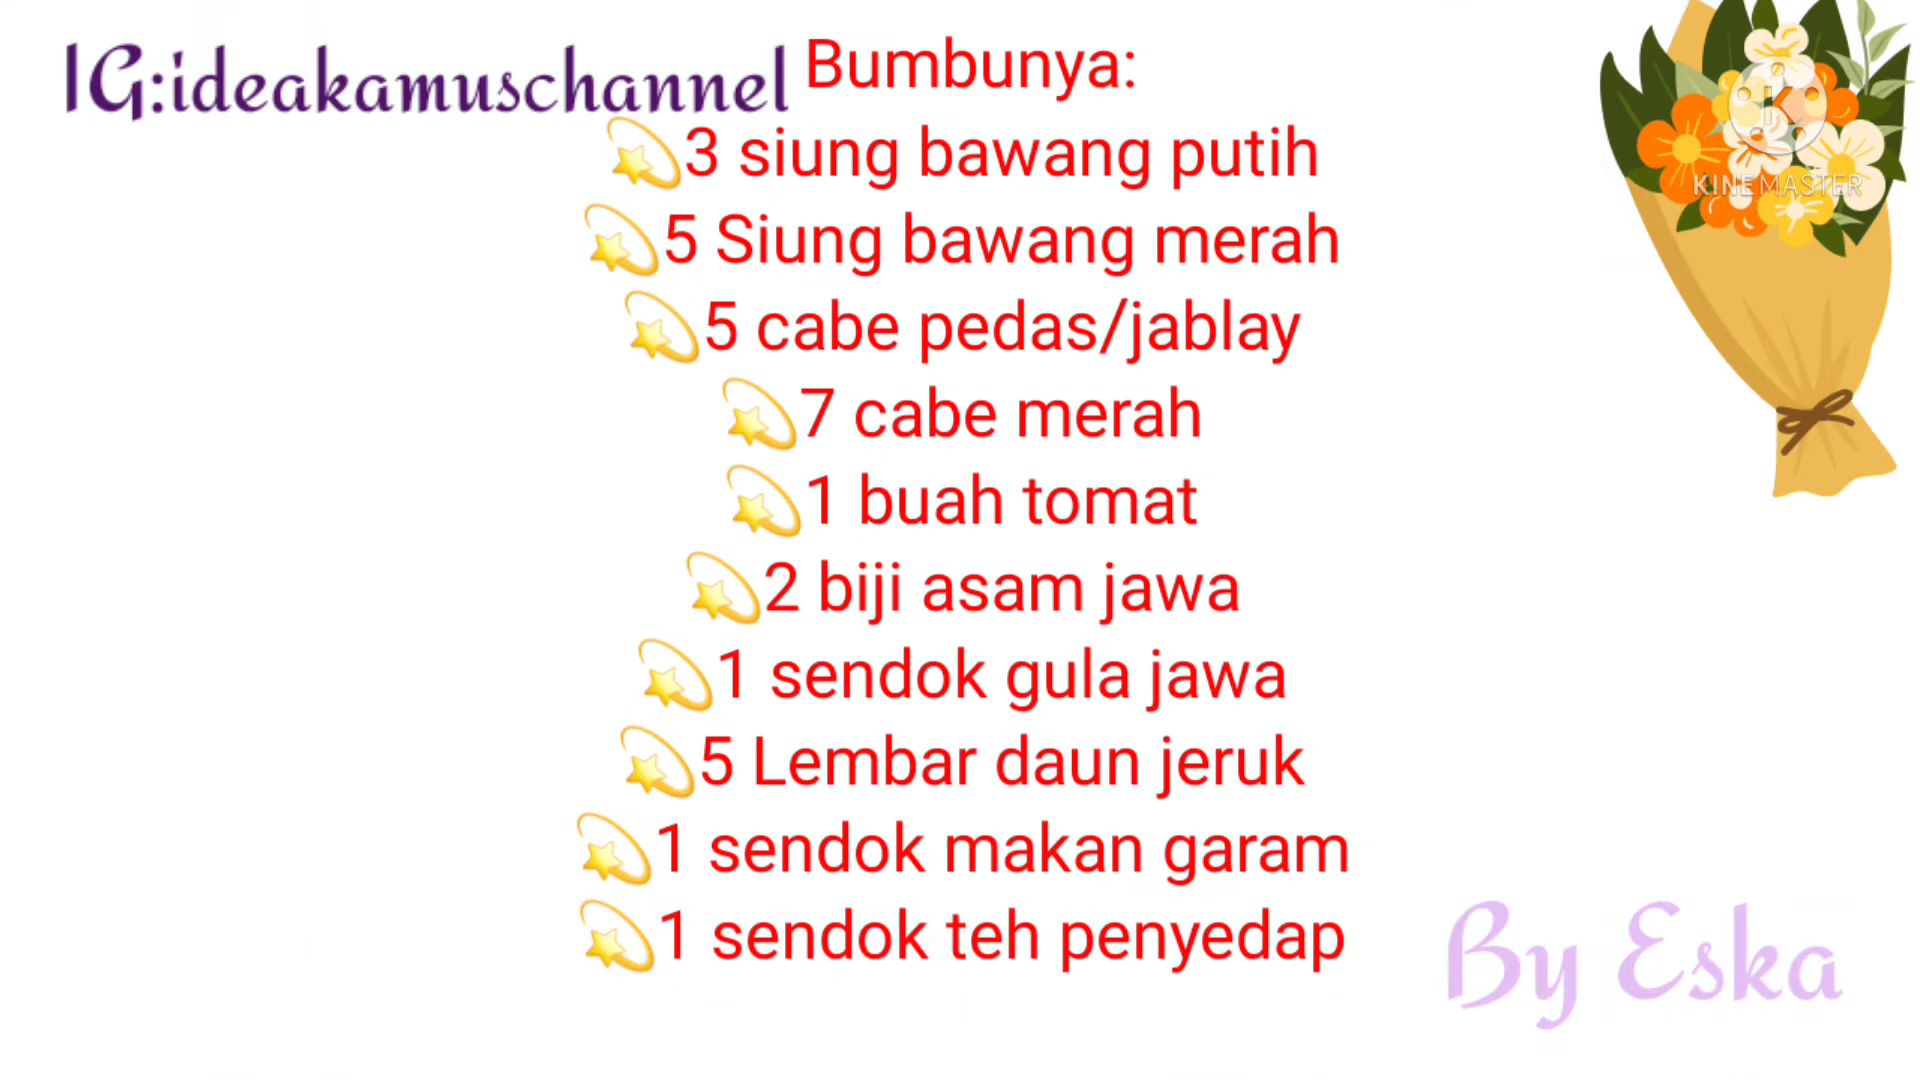 IG:ideakamuschannel
Bumbunya:
💫3 siung bawang putih
💫5 Siung bawang merah
💫5 cabe pedas/jablay
💫7 cabe merah
💫1 buah tomat
💫2 biji asam jawa
💫1 sendok gula jawa
💫5 Lembar daun jeruk
💫1 sendok makan garam
💫1 sendok teh penyedap
K
KINEMASTER
By Eska